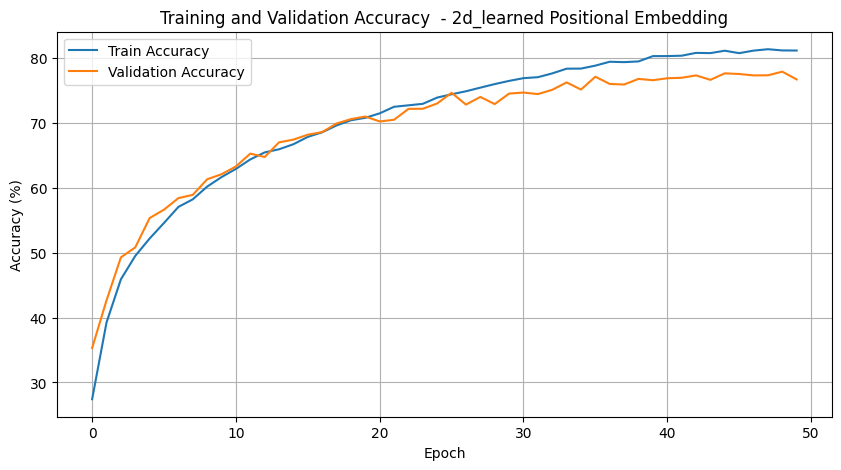 Training and Validation Accuracy  - 2d_learned Positional Embedding
Train Accuracy
Validation Accuracy
Accuracy (%)
80
70
60
50
40
30
0 10 20 30 40 50
Epoch